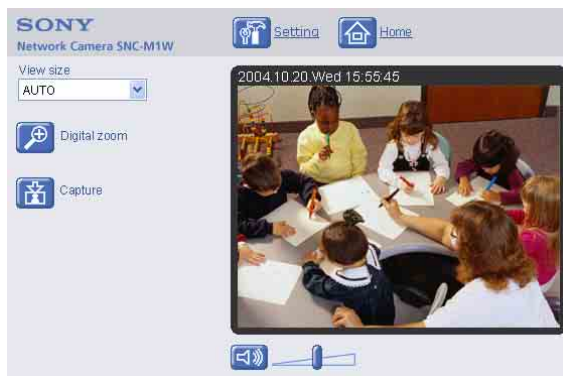 SONY
Network Camera SNC-M1W
Setting
Home
View size
AUTO
2004.10.20.Wed 15:55:45
Digital zoom
Capture